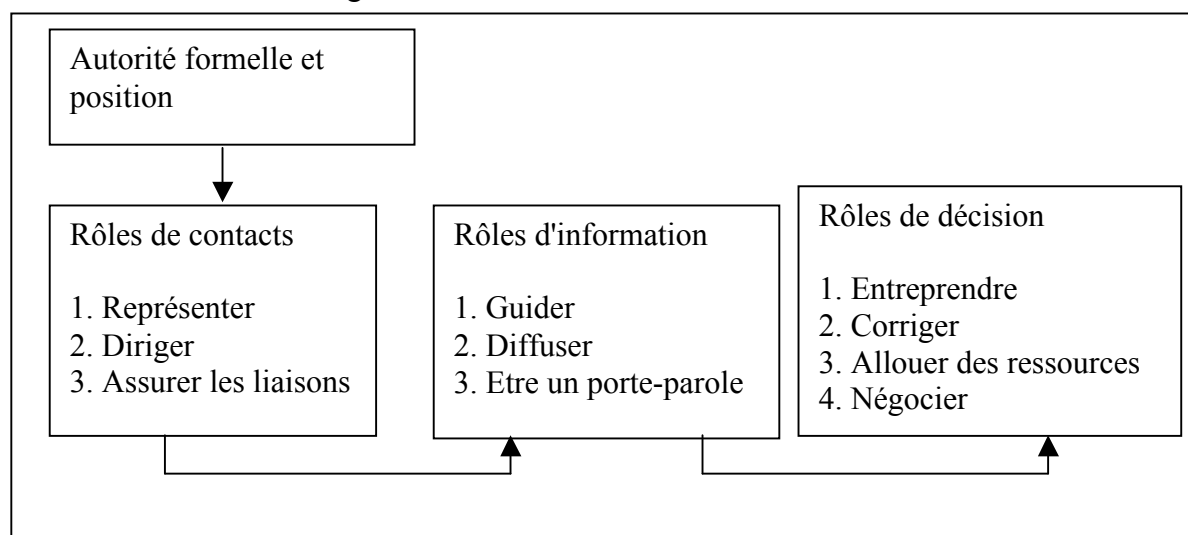 Autorité formelle et
position
Rôles de contacts
1. Représenter
2. Diriger
3. Assurer les liaisons
Rôles d'information
1. Guider
2. Diffuser
3. Etre un porte-parole
Rôles de décision
1. Entreprendre
2. Corriger
3. Allouer des ressources
4. Négocier